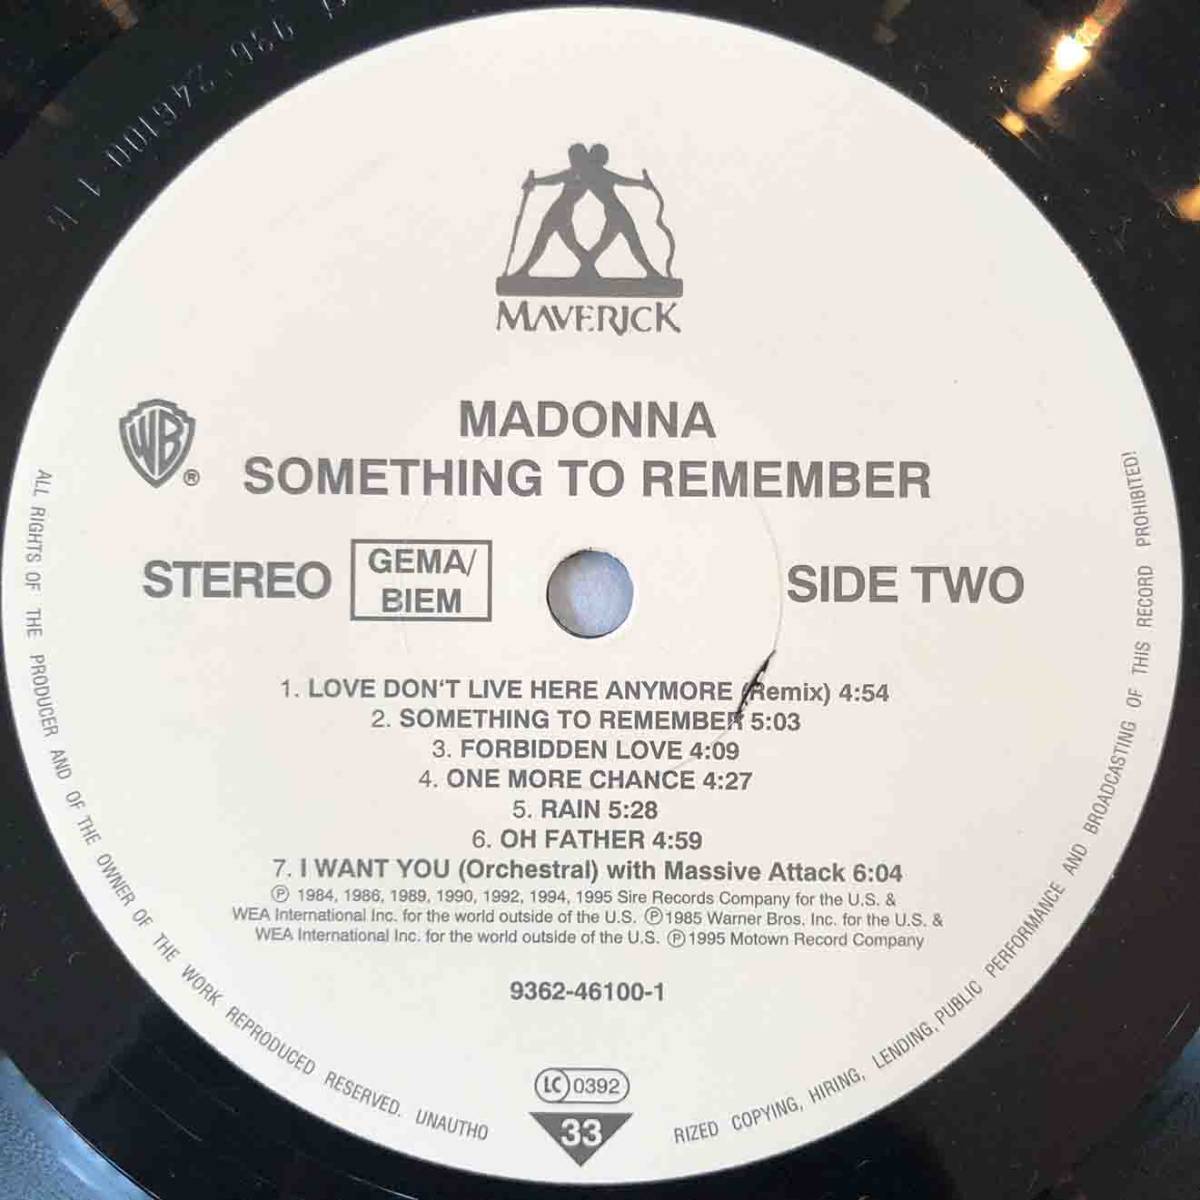 MAVERICK
MADONNA
WB ®
SOMETHING TO REMEMBER
STEREO
GEMA/
BIEM
SIDE TWO
1. LOVE DON'T LIVE HERE ANYMORE (Remix) 4:54
2. SOMETHING TO REMEMBER 5:03
3. FORBIDDEN LOVE 4:09
4. ONE MORE CHANCE 4:27
5. RAIN 5:28
6. OH FATHER 4:59
7. I WANT YOU (Orchestral) with Massive Attack 6:04
℗ 1984, 1986, 1989, 1990, 1992, 1994, 1995 Sire Records Company for the U.S. &
WEA International Inc. for the world outside of the U.S. ℗ 1985 Warner Bros. Inc. for the U.S. &
WEA International Inc. for the world outside of the U.S. ℗ 1995 Motown Record Company
9362-46100-1
LC 0392
33
ALL RIGHTS OF THE PRODUCER AND OF THE OWNER OF THE WORK REPRODUCED RESERVED. UNAUTHO
RIZED COPYING, HIRING, LENDING, PUBLIC PERFORMANCE AND BROADCASTING OF THIS RECORD PROHIBITED!